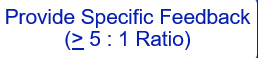 Provide Specific Feedback
(≥ 5 : 1 Ratio)